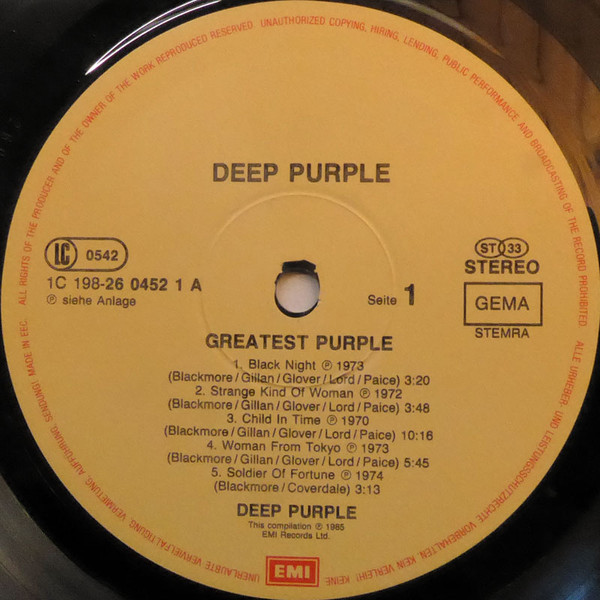 ALL RIGHTS OF THE PRODUCER AND OF THE OWNER OF THE WORK REPRODUCED RESERVED. UNAUTHORIZED COPYING, HIRING, LENDING, PUBLIC PERFORMANCE AND BROADCASTING OF THE RECORD PROHIBITED. ALLE URHEBER- UND LEISTUNGSSCHUTZRECHTE VORBEHALTEN. KEIN VERLEIH! KEINE UNERLAUBTE VERVIELFÄLTIGUNG, VERMIETUNG, AUFFÜHRUNG, SENDUNG! MADE IN EEC.
DEEP PURPLE
LC 0542
1C 198-26 0452 1 A
Ⓟ siehe Anlage
ST 33
STEREO
GEMA
STEMRA
Seite 1
GREATEST PURPLE
1. Black Night Ⓟ 1973
(Blackmore/Gillan/Glover/Lord/Paice) 3:20
2. Strange Kind Of Woman Ⓟ 1972
(Blackmore/Gillan/Glover/Lord/Paice) 3:48
3. Child In Time Ⓟ 1970
(Blackmore/Gillan/Glover/Lord/Paice) 10:16
4. Woman From Tokyo Ⓟ 1973
(Blackmore/Gillan/Glover/Lord/Paice) 5:45
5. Soldier Of Fortune Ⓟ 1974
(Blackmore/Coverdale) 3:13
DEEP PURPLE
This compilation Ⓟ 1985
EMI Records Ltd.
EMI